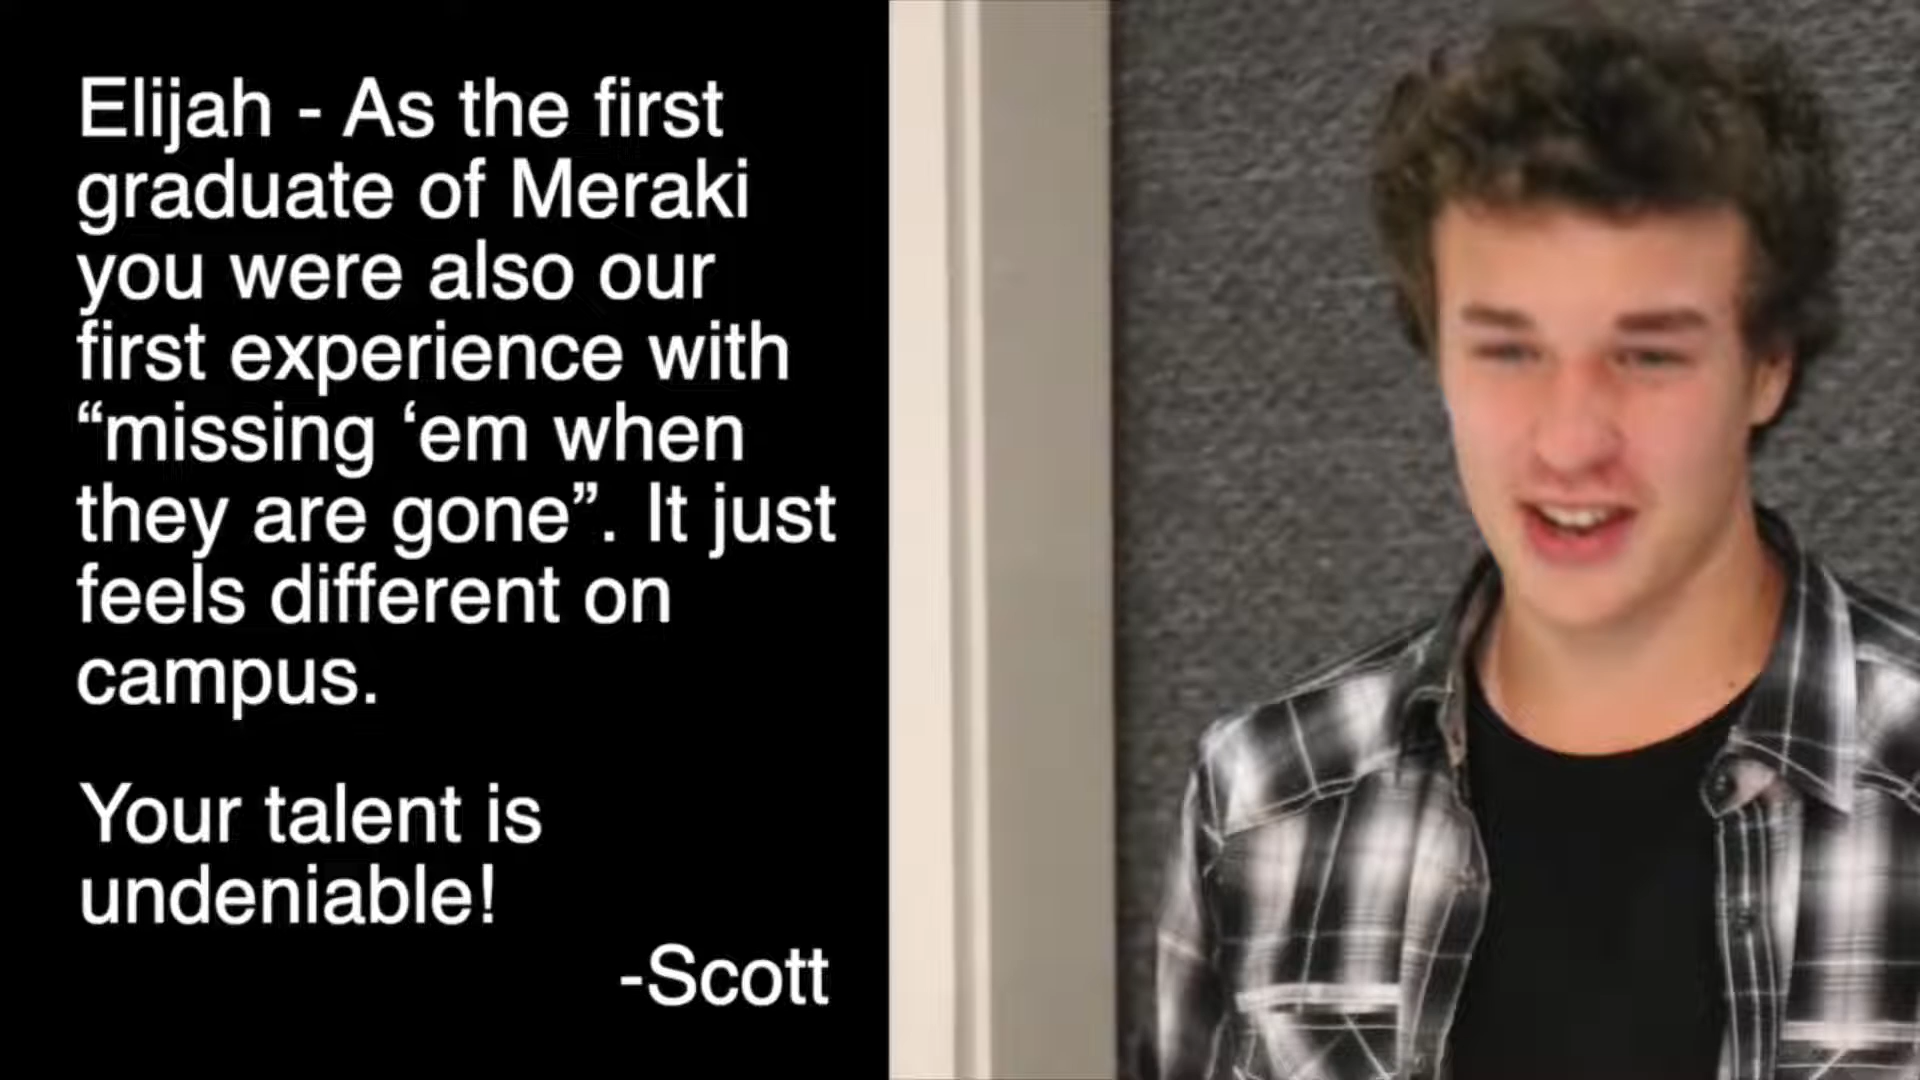 Elijah - As the first
graduate of Meraki
you were also our
first experience with
“missing ‘em when
they are gone”. It just
feels different on
campus.
Your talent is
undeniable!
-Scott